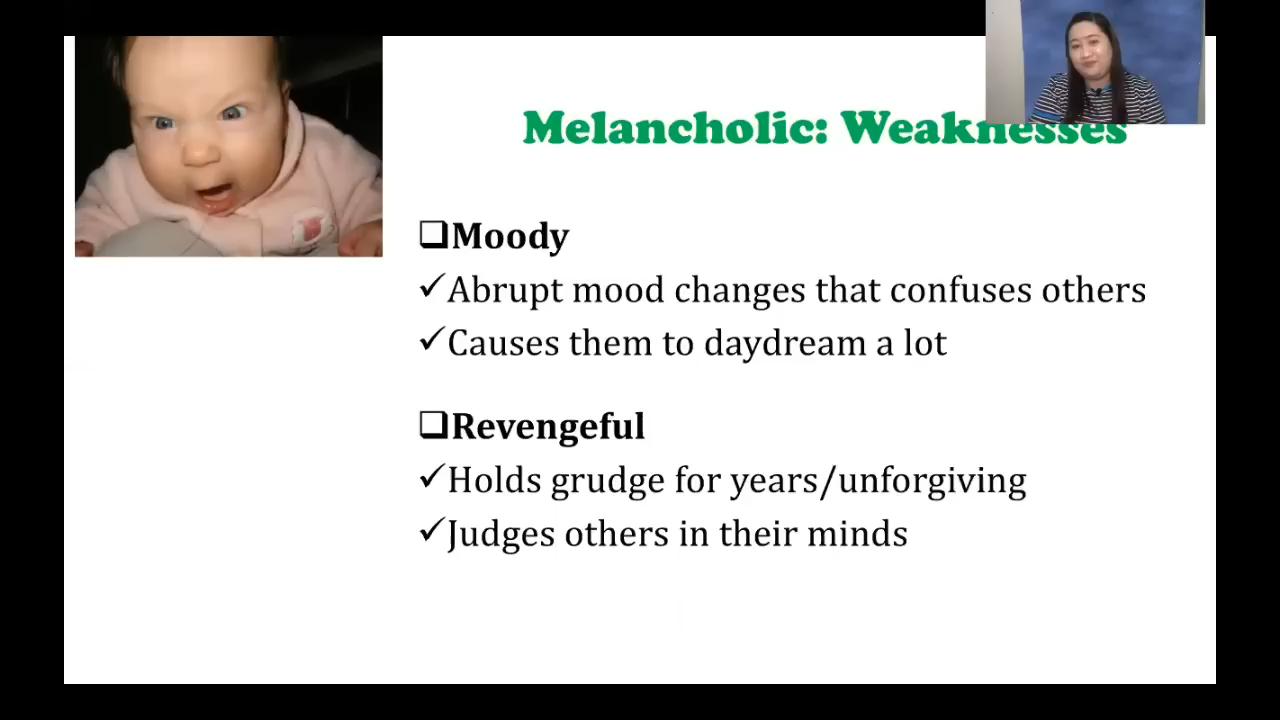 Melancholic: Weaknesses
❑Moody
✓Abrupt mood changes that confuses others
✓Causes them to daydream a lot
❑Revengeful
✓Holds grudge for years/unforgiving
✓Judges others in their minds